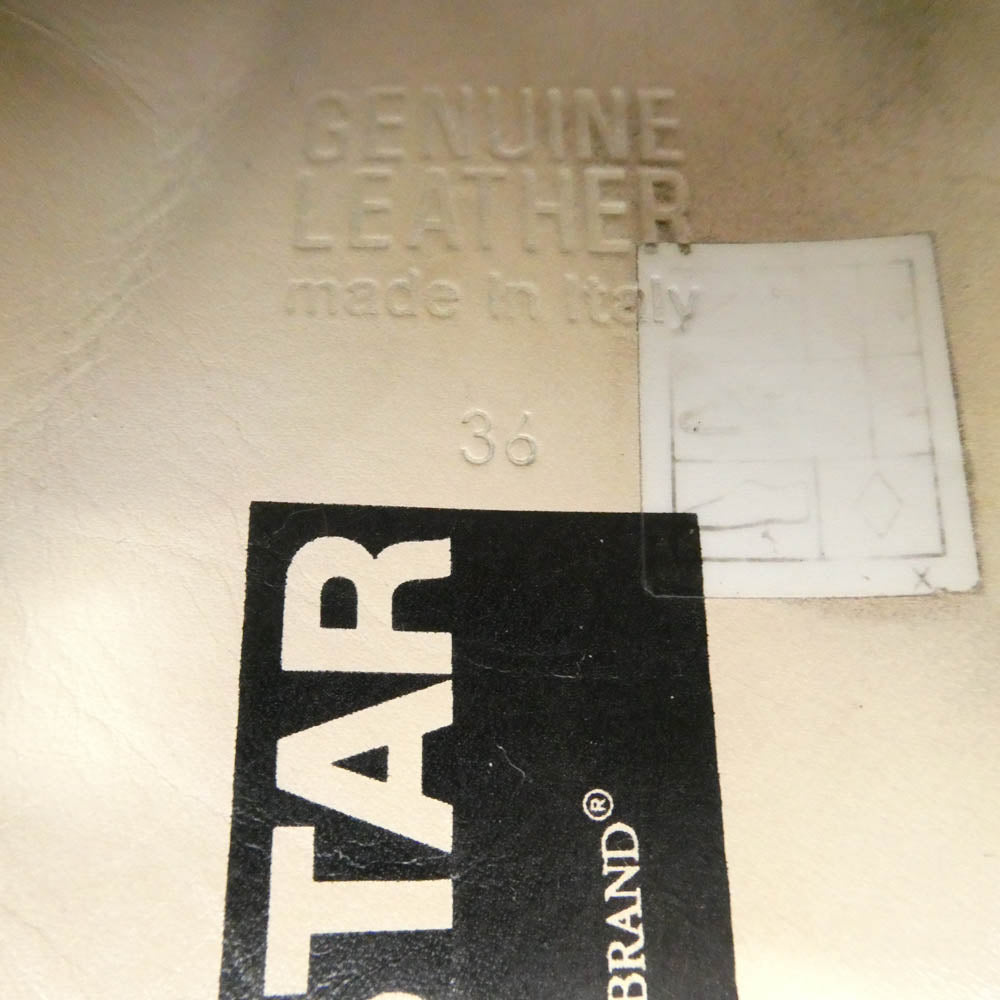 GENUINE
LEATHER
made in Italy
36
TAR
BRAND®
X